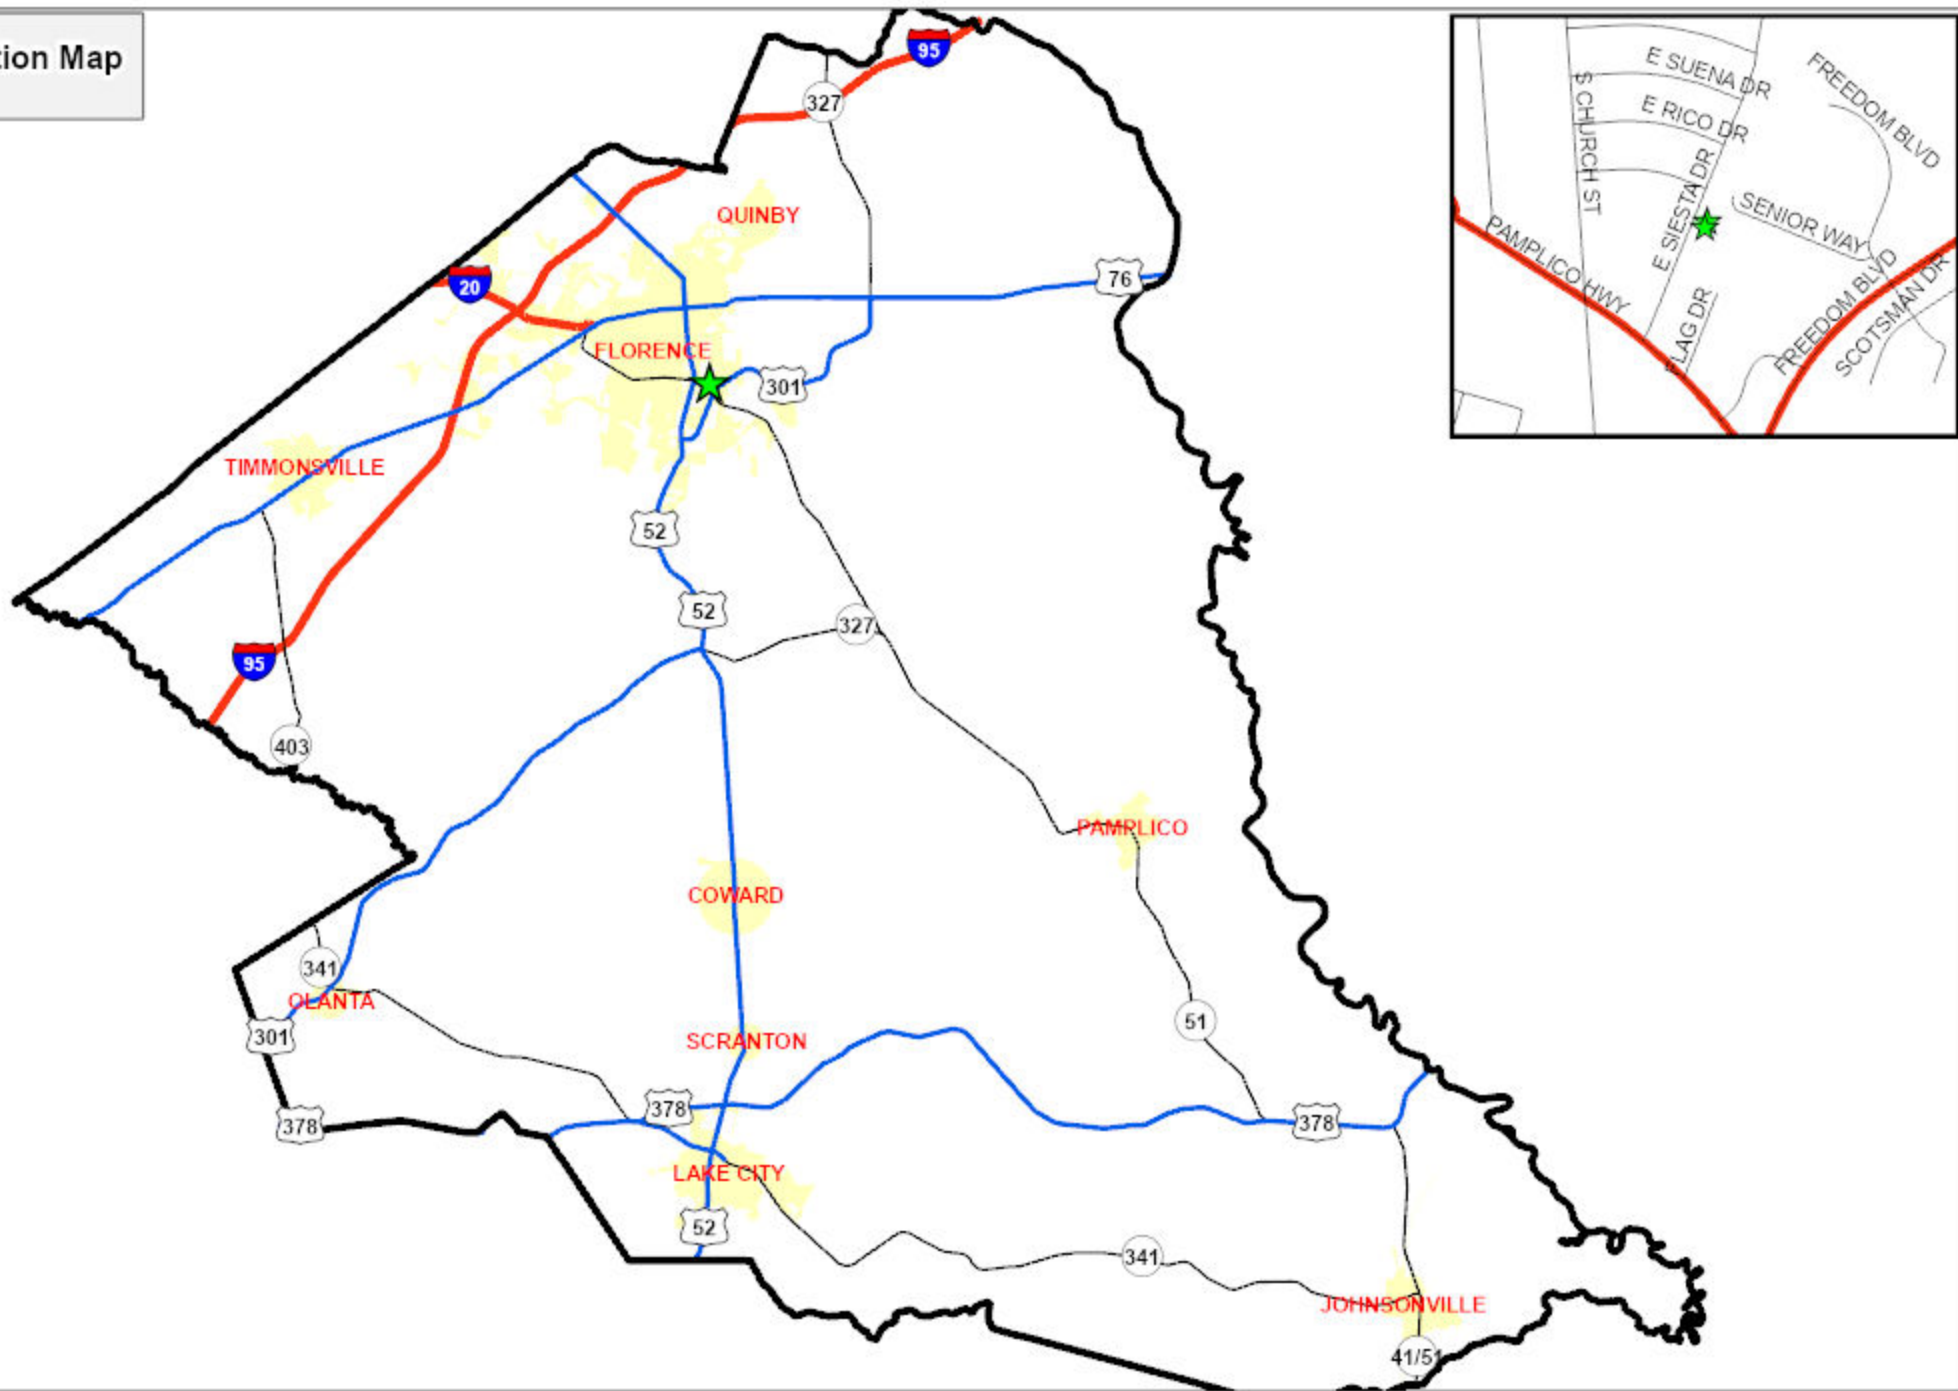 tion Map
95
327
QUINBY
20
76
FLORENCE
301
TIMMONSVILLE
52
52
327
95
403
PAMPLICO
COWARD
341
OLANTA
301
51
SCRANTON
378
378
378
LAKE CITY
52
341
JOHNSONVILLE
41/51
E SUENA DR
FREEDOM BLVD
S CHURCH ST
E RICO DR
E SIESTA DR
SENIOR WAY
PAMPLICO HWY
FREEDOM BLVD
SCOTSMAN DR
LAG DR